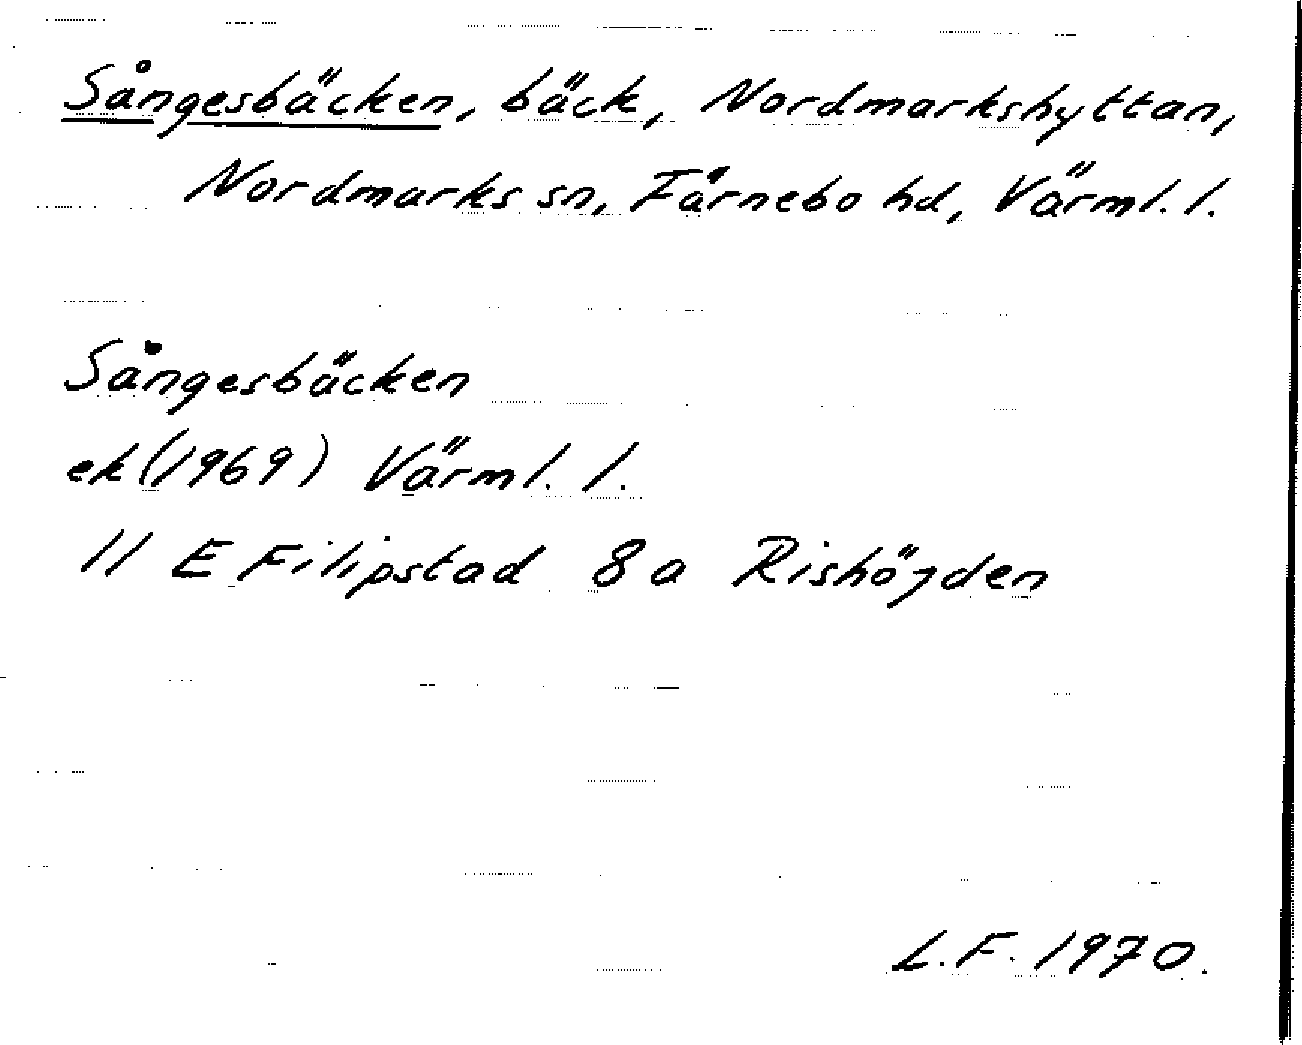 Sångesbäcken, bäck, Nordmarkshyttan,
Nordmarks sn, Färnebo hd, Värml. l.
Sångesbäcken
ek (1969) Värml. l.
11 E Filipstad 8 a Rishöjden
L.F. 1970.